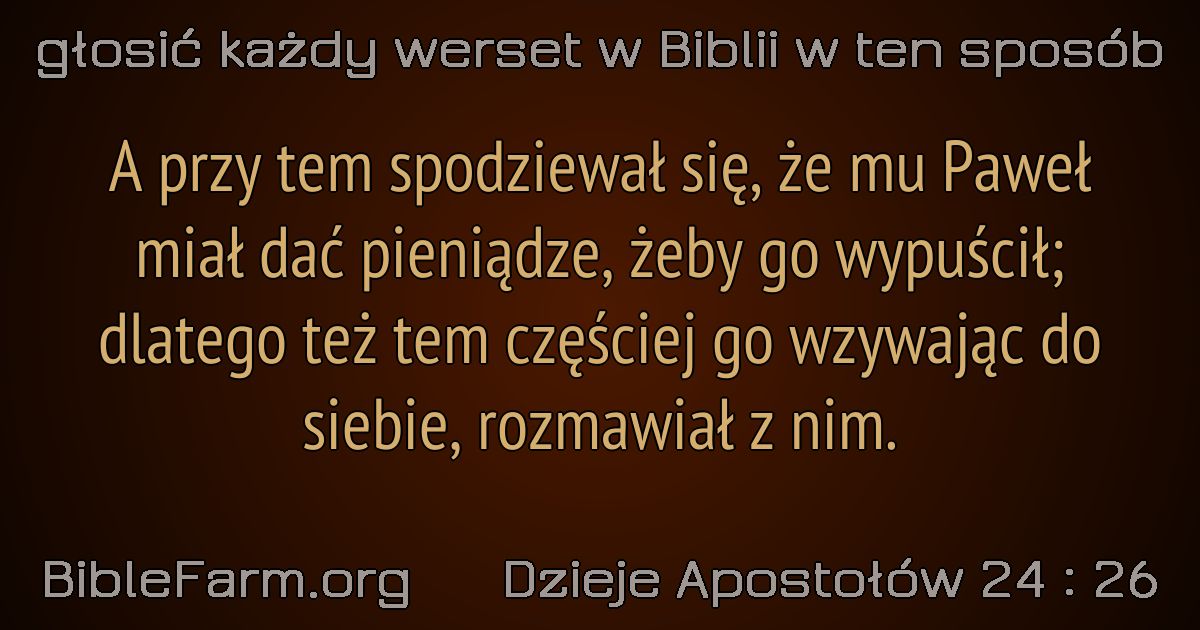 głosić każdy werset w Biblii w ten sposób
A przy tem spodziewał się, że mu Paweł
miał dać pieniądze, żeby go wypuścił;
dlatego też tem częściej go wzywając do
siebie, rozmawiał z nim.
BibleFarm.org Dzieje Apostołów 24 : 26